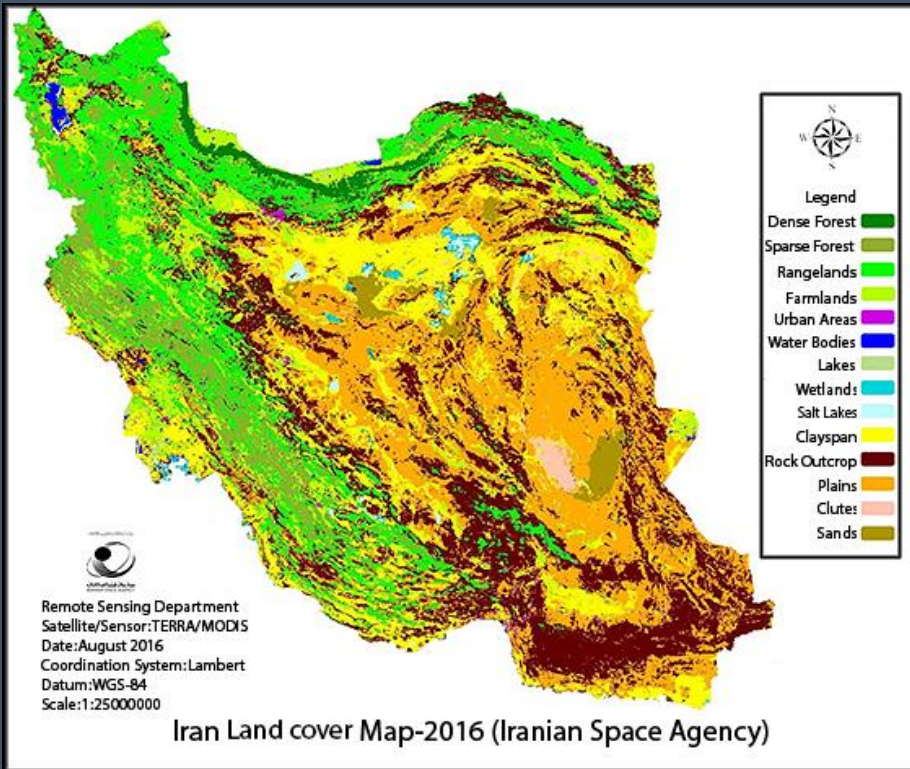 N
W E
S
Legend
Dense Forest
Sparse Forest
Rangelands
Farmlands
Urban Areas
Water Bodies
Lakes
Wetlands
Salt Lakes
Clayspan
Rock Outcrop
Plains
Clutes
Sands
Remote Sensing Department
Satellite/Sensor:TERRA/MODIS
Date:August 2016
Coordination System:Lambert
Datum:WGS-84
Scale:1:25000000
Iran Land cover Map-2016 (Iranian Space Agency)